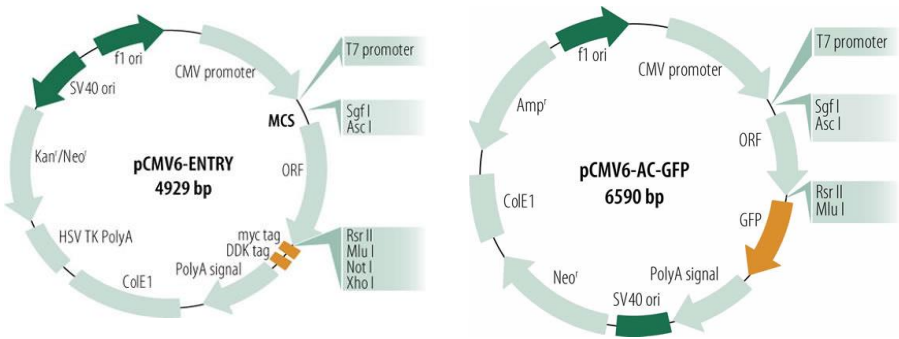 f1 ori
SV40 ori
CMV promoter
T7 promoter
MCS
Sgf I
Asc I
Kanʳ/Neoʳ
pCMV6-ENTRY
4929 bp
ORF
HSV TK PolyA
ColE1
PolyA signal
myc tag
DDK tag
Rsr II
Mlu I
Not I
Xho I
f1 ori
CMV promoter
T7 promoter
Sgf I
Asc I
Ampʳ
ORF
pCMV6-AC-GFP
6590 bp
ColE1
Rsr II
Mlu I
GFP
Neoʳ
PolyA signal
SV40 ori